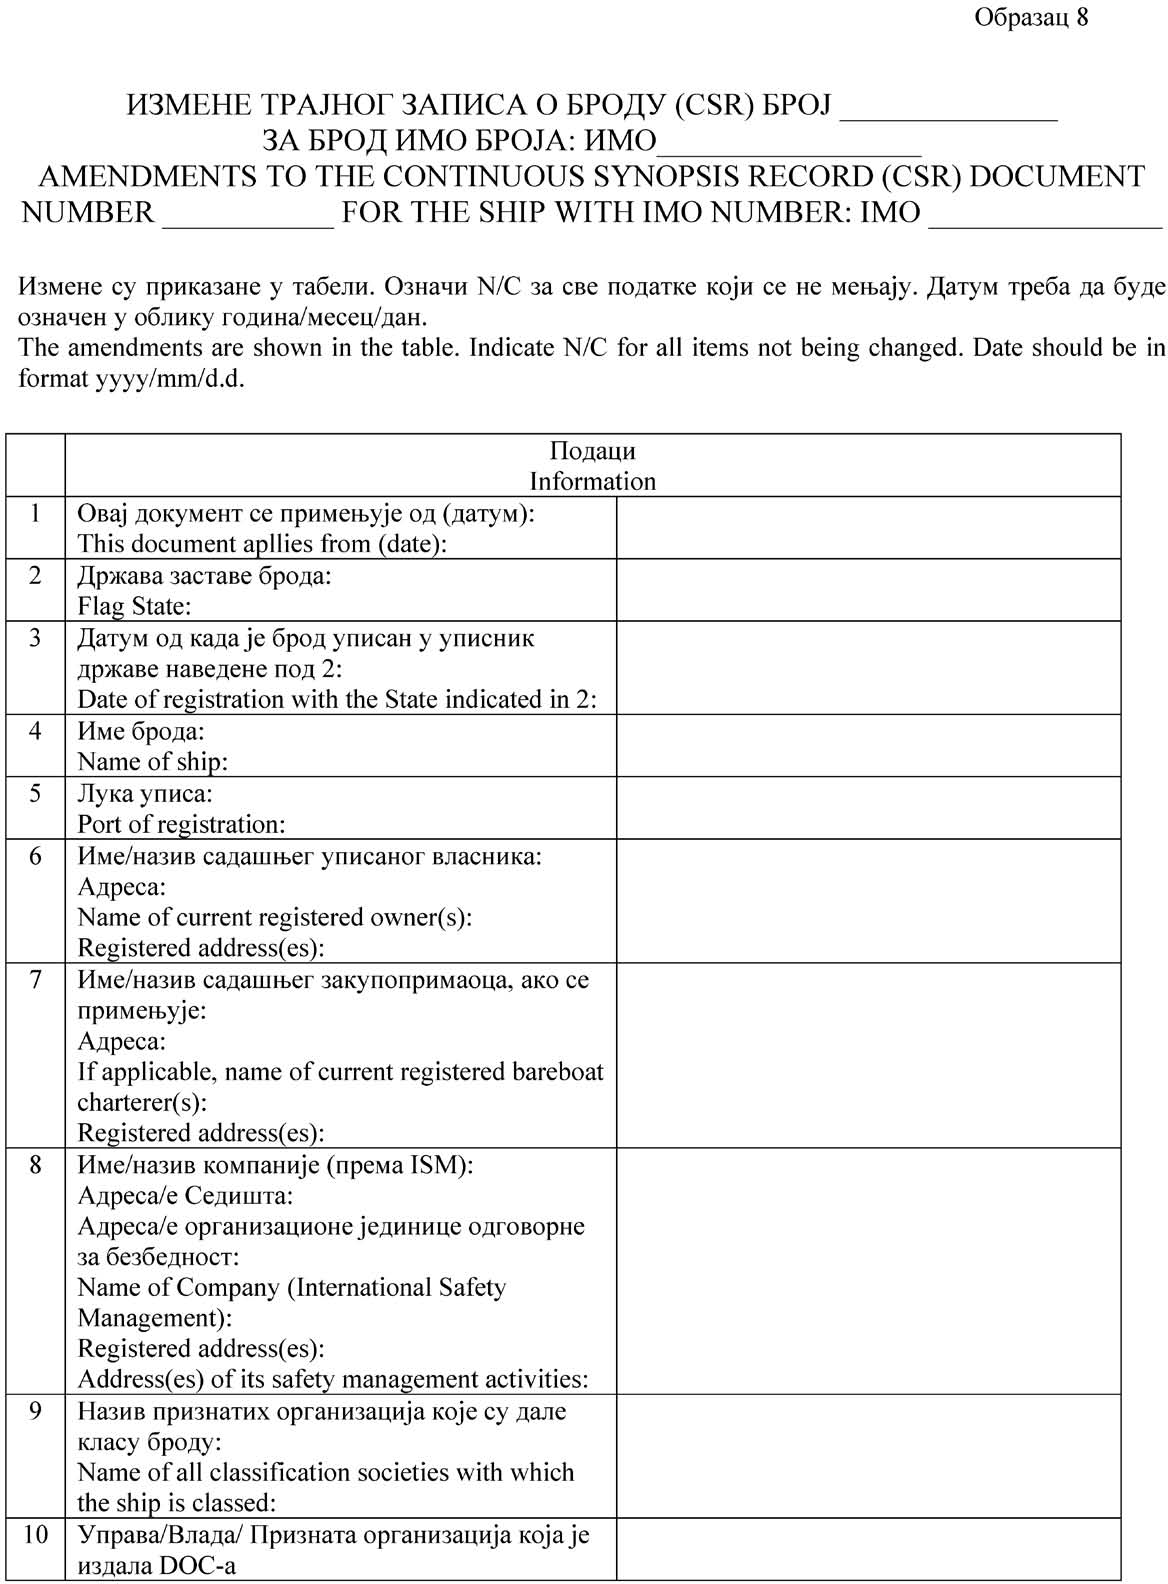 Образац 8
ИЗМЕНЕ ТРАЈНОГ ЗАПИСА О БРОДУ (CSR) БРОЈ ______________
ЗА БРОД ИМО БРОЈА: ИМО_________________
AMENDMENTS TO THE CONTINUOUS SYNOPSIS RECORD (CSR) DOCUMENT
NUMBER ___________ FOR THE SHIP WITH IMO NUMBER: IMO _______________
Измене су приказане у табели. Означи N/C за све податке који се не мењају. Датум треба да буде
означен у облику година/месец/дан.
The amendments are shown in the table. Indicate N/C for all items not being changed. Date should be in
format yyyy/mm/d.d.
Подаци
Information
1 Овај документ се примењује од (датум):
This document apllies from (date):
2 Држава заставе брода:
Flag State:
3 Датум од када је брод уписан у уписник
државе наведене под 2:
Date of registration with the State indicated in 2:
4 Име брода:
Name of ship:
5 Лука уписа:
Port of registration:
6 Име/назив садашњег уписаног власника:
Адреса:
Name of current registered owner(s):
Registered address(es):
7 Име/назив садашњег закупопримаоца, ако се
примењује:
Адреса:
If applicable, name of current registered bareboat
charterer(s):
Registered address(es):
8 Име/назив компаније (према ISM):
Адреса/е Седишта:
Адреса/е организационе јединице одговорне
за безбедност:
Name of Company (International Safety
Management):
Registered address(es):
Address(es) of its safety management activities:
9 Назив признатих организација које су дале
класу броду:
Name of all classification societies with which
the ship is classed:
10 Управа/Влада/ Призната организација која је
издала DOC-а